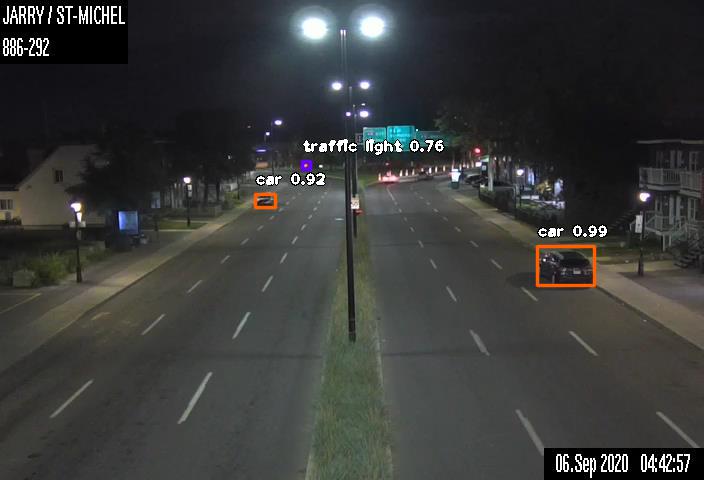 JARRY / ST-MICHEL
886-292
traffic light 0.76
car 0.92
car 0.99
06.Sep 2020 04:42:57